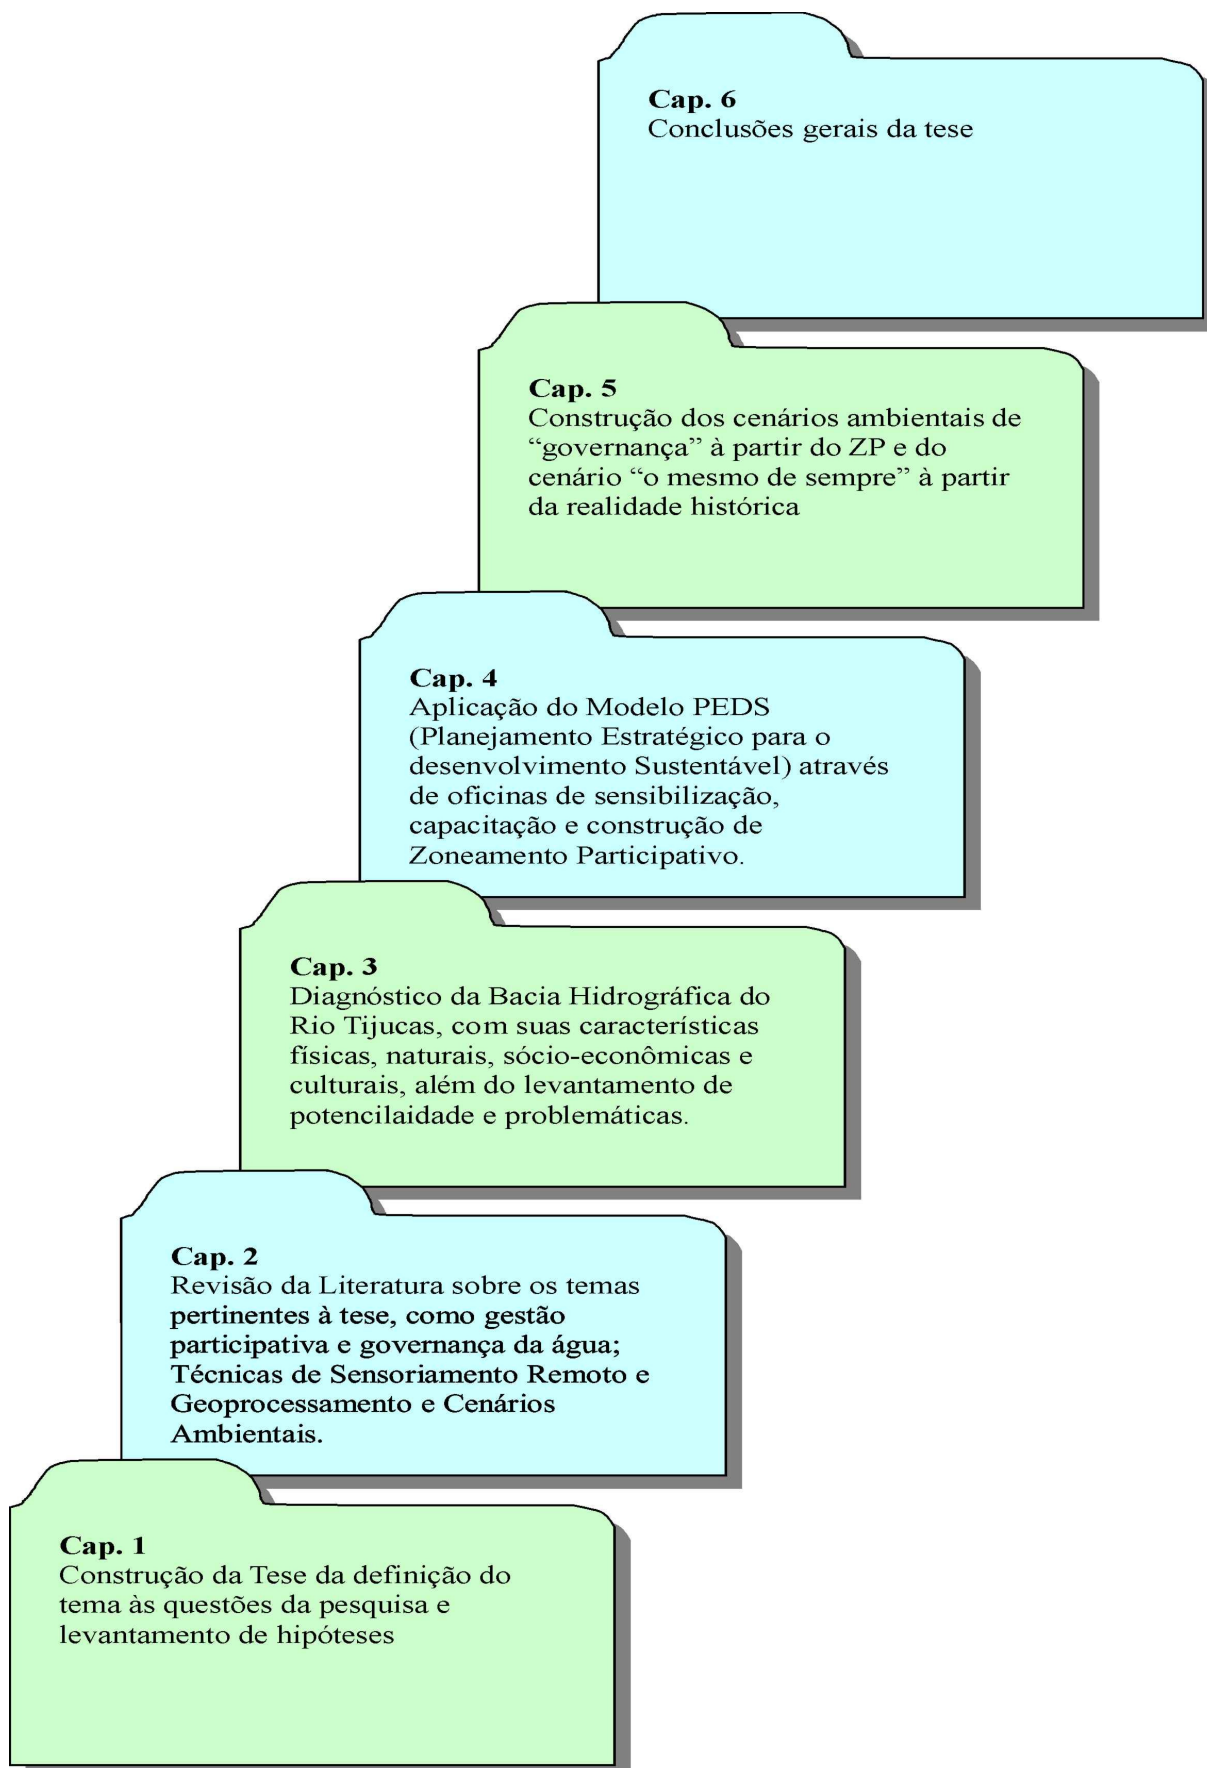 Cap. 6
Conclusões gerais da tese
Cap. 5
Construção dos cenários ambientais de
“governança” à partir do ZP e do
cenário “o mesmo de sempre” à partir
da realidade histórica
Cap. 4
Aplicação do Modelo PEDS
(Planejamento Estratégico para o
desenvolvimento Sustentável) através
de oficinas de sensibilização,
capacitação e construção de
Zoneamento Participativo.
Cap. 3
Diagnóstico da Bacia Hidrográfica do
Rio Tijucas, com suas características
físicas, naturais, sócio-econômicas e
culturais, além do levantamento de
potencilaidade e problemáticas.
Cap. 2
Revisão da Literatura sobre os temas
pertinentes à tese, como gestão
participativa e governança da água;
Técnicas de Sensoriamento Remoto e
Geoprocessamento e Cenários
Ambientais.
Cap. 1
Construção da Tese da definição do
tema às questões da pesquisa e
levantamento de hipóteses